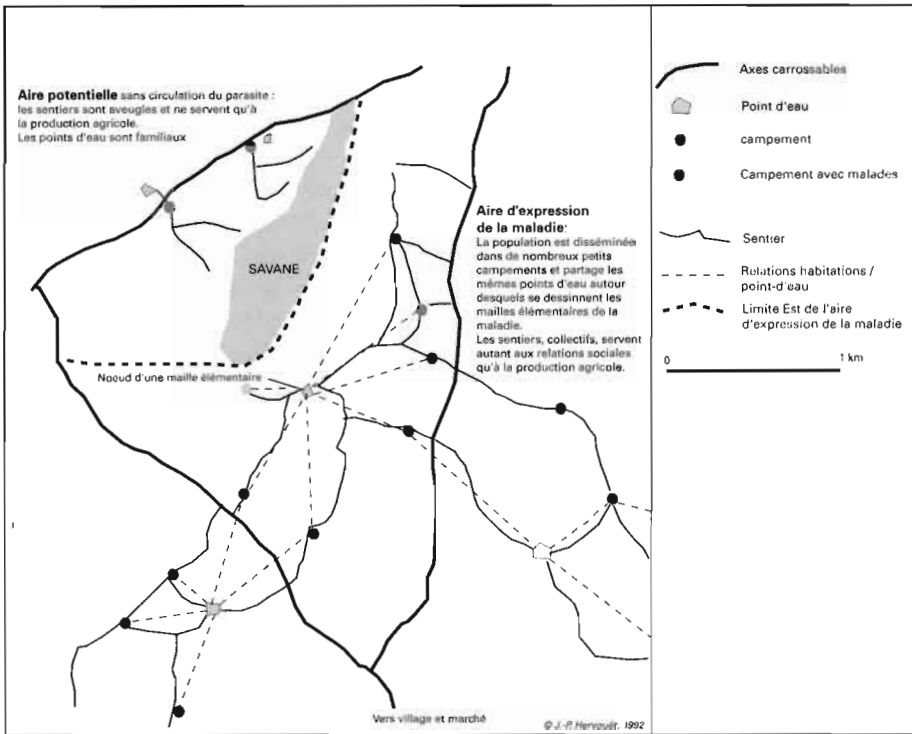 Aire potentielle sans circulation du parasite :
les sentiers sont aveugles et ne servent qu'à
la production agricole.
Les points d'eau sont familiaux
SAVANE
Aire d'expression
de la maladie:
La population est disséminée
dans de nombreux petits
campements et partage les
mêmes points d'eau autour
desquels se dessinnent les
mailles élémentaires de la
maladie.
Les sentiers, collectifs, servent
autant aux relations sociales
qu'à la production agricole.
Noeud d'une maille élémentaire
Vers village et marché
© J.-P. Hervouët, 1992
Axes carrossables
Point d'eau
campement
Campement avec malades
Sentier
Relations habitations /
point-d'eau
Limite Est de l'aire
d'expression de la maladie
0 1 km